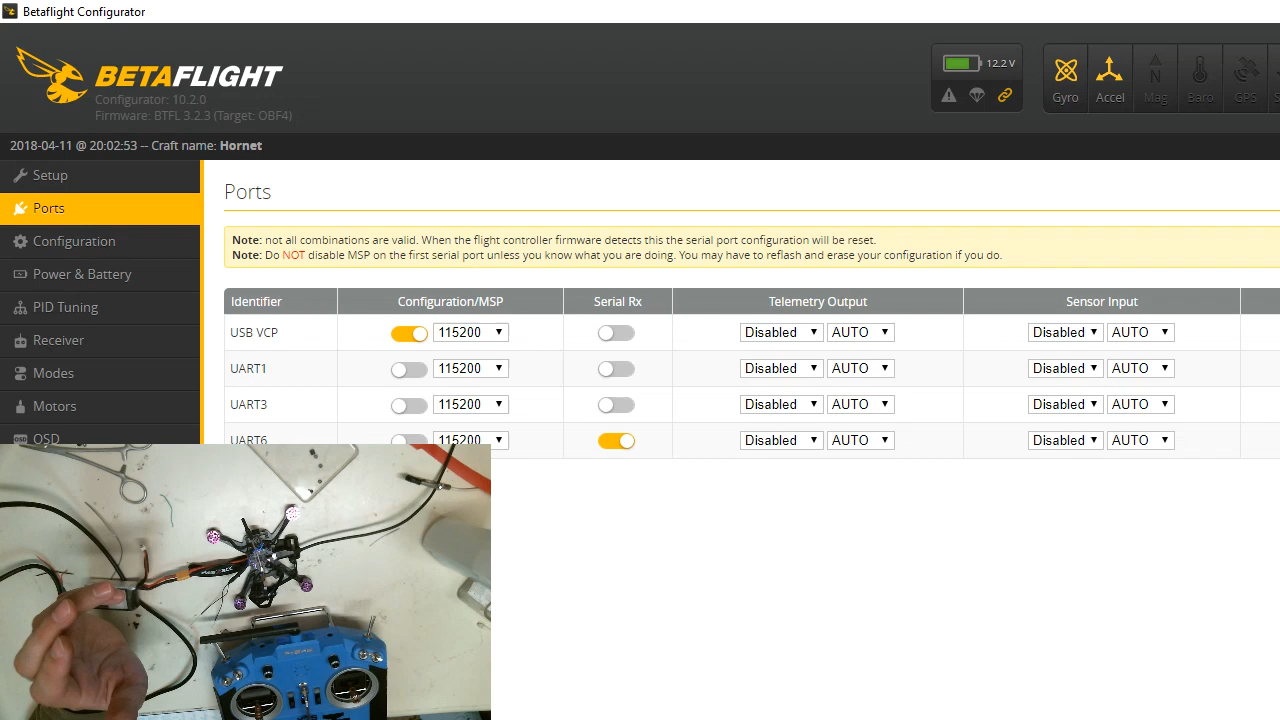 Betaflight Configurator
BETAFLIGHT
Configurator: 10.2.0
Firmware: BTFL 3.2.3 (Target: OBF4)
12.2 V
Gyro Accel Mag Baro GPS
2018-04-11 @ 20:02:53 -- Craft name: Hornet
Setup
Ports
Configuration
Power & Battery
PID Tuning
Receiver
Modes
Motors
OSD OSD
Ports
Note: not all combinations are valid. When the flight controller firmware detects this the serial port configuration will be reset.
Note: Do NOT disable MSP on the first serial port unless you know what you are doing. You may have to reflash and erase your configuration if you do.
Identifier Configuration/MSP Serial Rx Telemetry Output Sensor Input
USB VCP 115200 Disabled AUTO Disabled AUTO
UART1 115200 Disabled AUTO Disabled AUTO
UART3 115200 Disabled AUTO Disabled AUTO
UART6 115200 Disabled AUTO Disabled AUTO